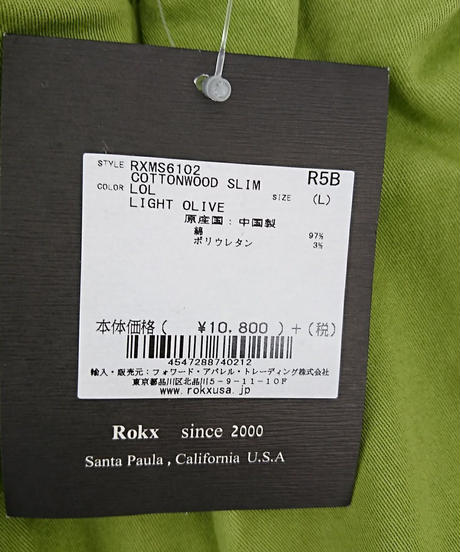 STYLE RXMS6102 R5B
COTTONWOOD SLIM
COLOR LOL SIZE (L)
LIGHT OLIVE
原産国：中国製
綿 97%
ポリウレタン 3%
本体価格( ¥10,800 )+(税)
4547288740212
輸入・販売元：フォワード・アパレル・トレーディング株式会社
東京都品川区北品川5-9-11-10F
www.rokxusa.jp
Rokx since 2000
Santa Paula , California U.S.A